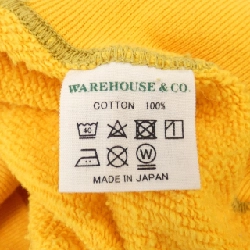 WAREHOUSE & CO.
COTTON 100%
MADE IN JAPAN